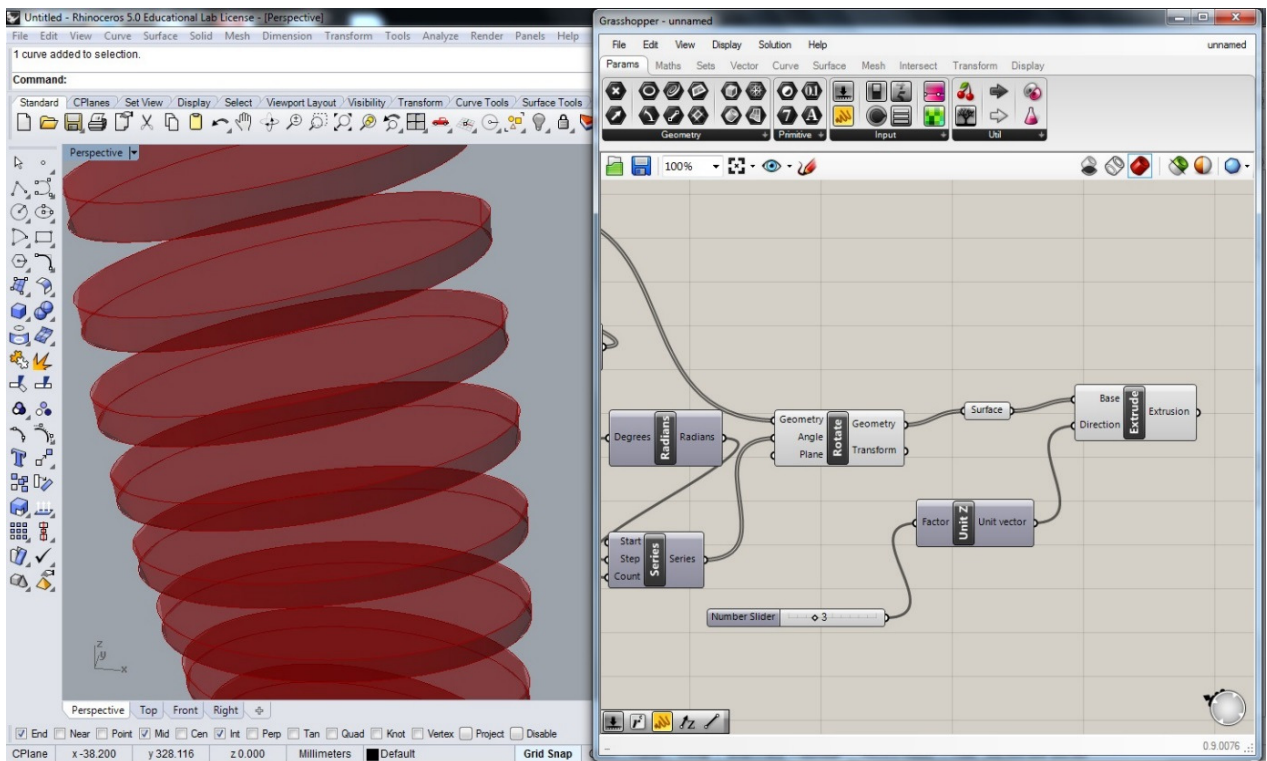 Untitled - Rhinoceros 5.0 Educational Lab License - [Perspective]
File Edit View Curve Surface Solid Mesh Dimension Transform Tools Analyze Render Panels Help
1 curve added to selection.
Command:
Standard CPlanes Set View Display Select Viewport Layout Visibility Transform Curve Tools Surface Tools
Perspective
z
y
x
Perspective Top Front Right
End Near Point Mid Cen Int Perp Tan Quad Knot Vertex Project Disable
CPlane x -38.200 y 328.116 z 0.000 Millimeters Default Grid Snap
Grasshopper - unnamed
File Edit View Display Solution Help unnamed
Params Maths Sets Vector Curve Surface Mesh Intersect Transform Display
Geometry Primitive Input Util
100%
Degrees Radians Radians
Geometry Angle Plane Rotate Geometry Transform
Surface
Base Direction Extrude Extrusion
Factor Unit Z Unit vector
Start Step Count Series Series
Number Slider 3
0.9.0076